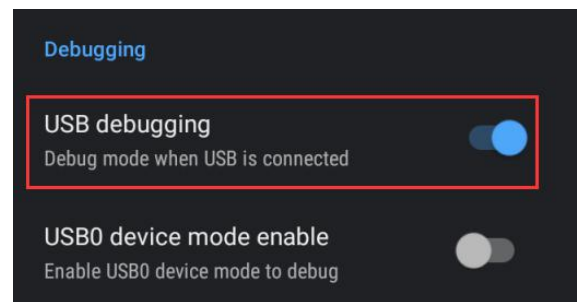 Debugging
USB debugging
Debug mode when USB is connected
USB0 device mode enable
Enable USB0 device mode to debug